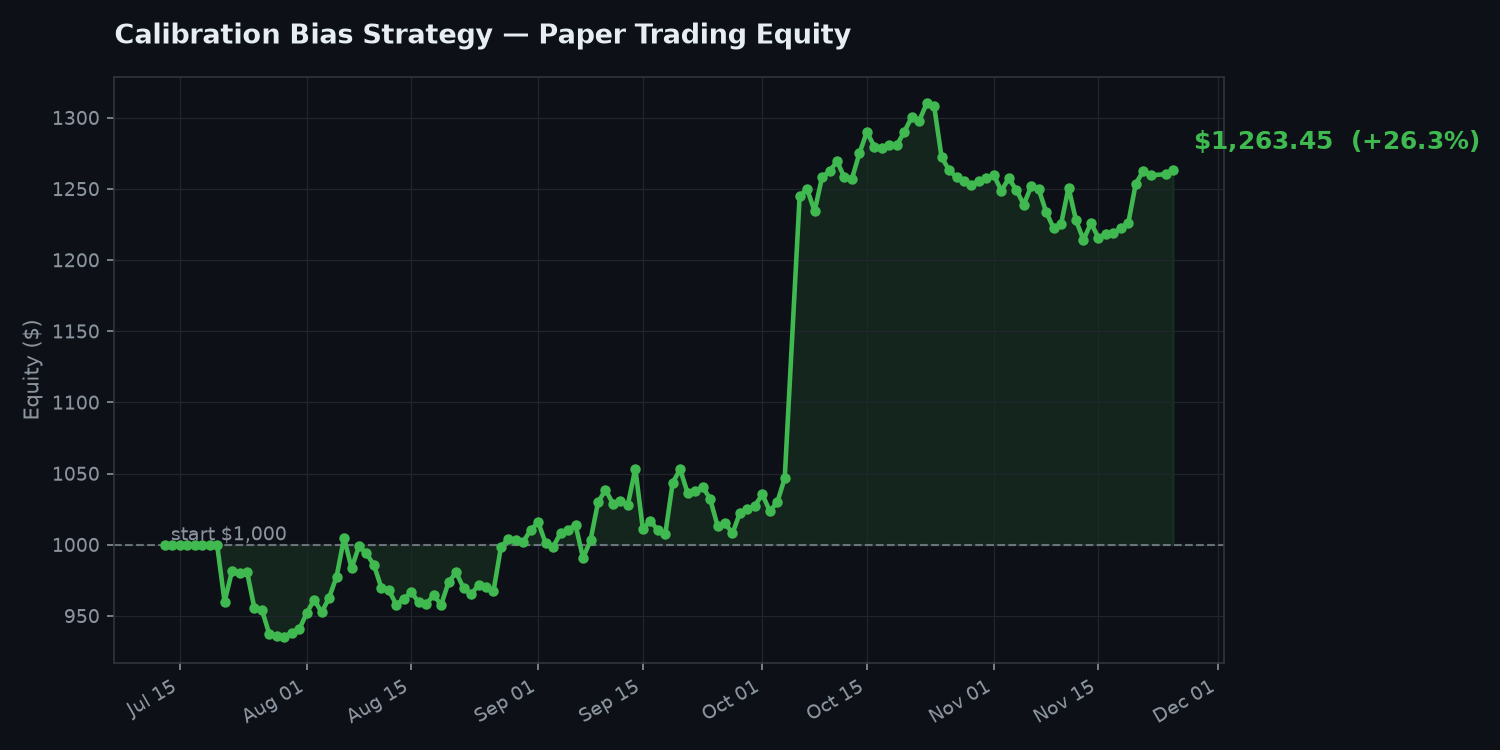 Calibration Bias Strategy — Paper Trading Equity
$1,263.45 (+26.3%)
Equity ($)
1300
1250
1200
1150
1100
1050
1000
950
start $1,000
Jul 15
Aug 01
Aug 15
Sep 01
Sep 15
Oct 01
Oct 15
Nov 01
Nov 15
Dec 01